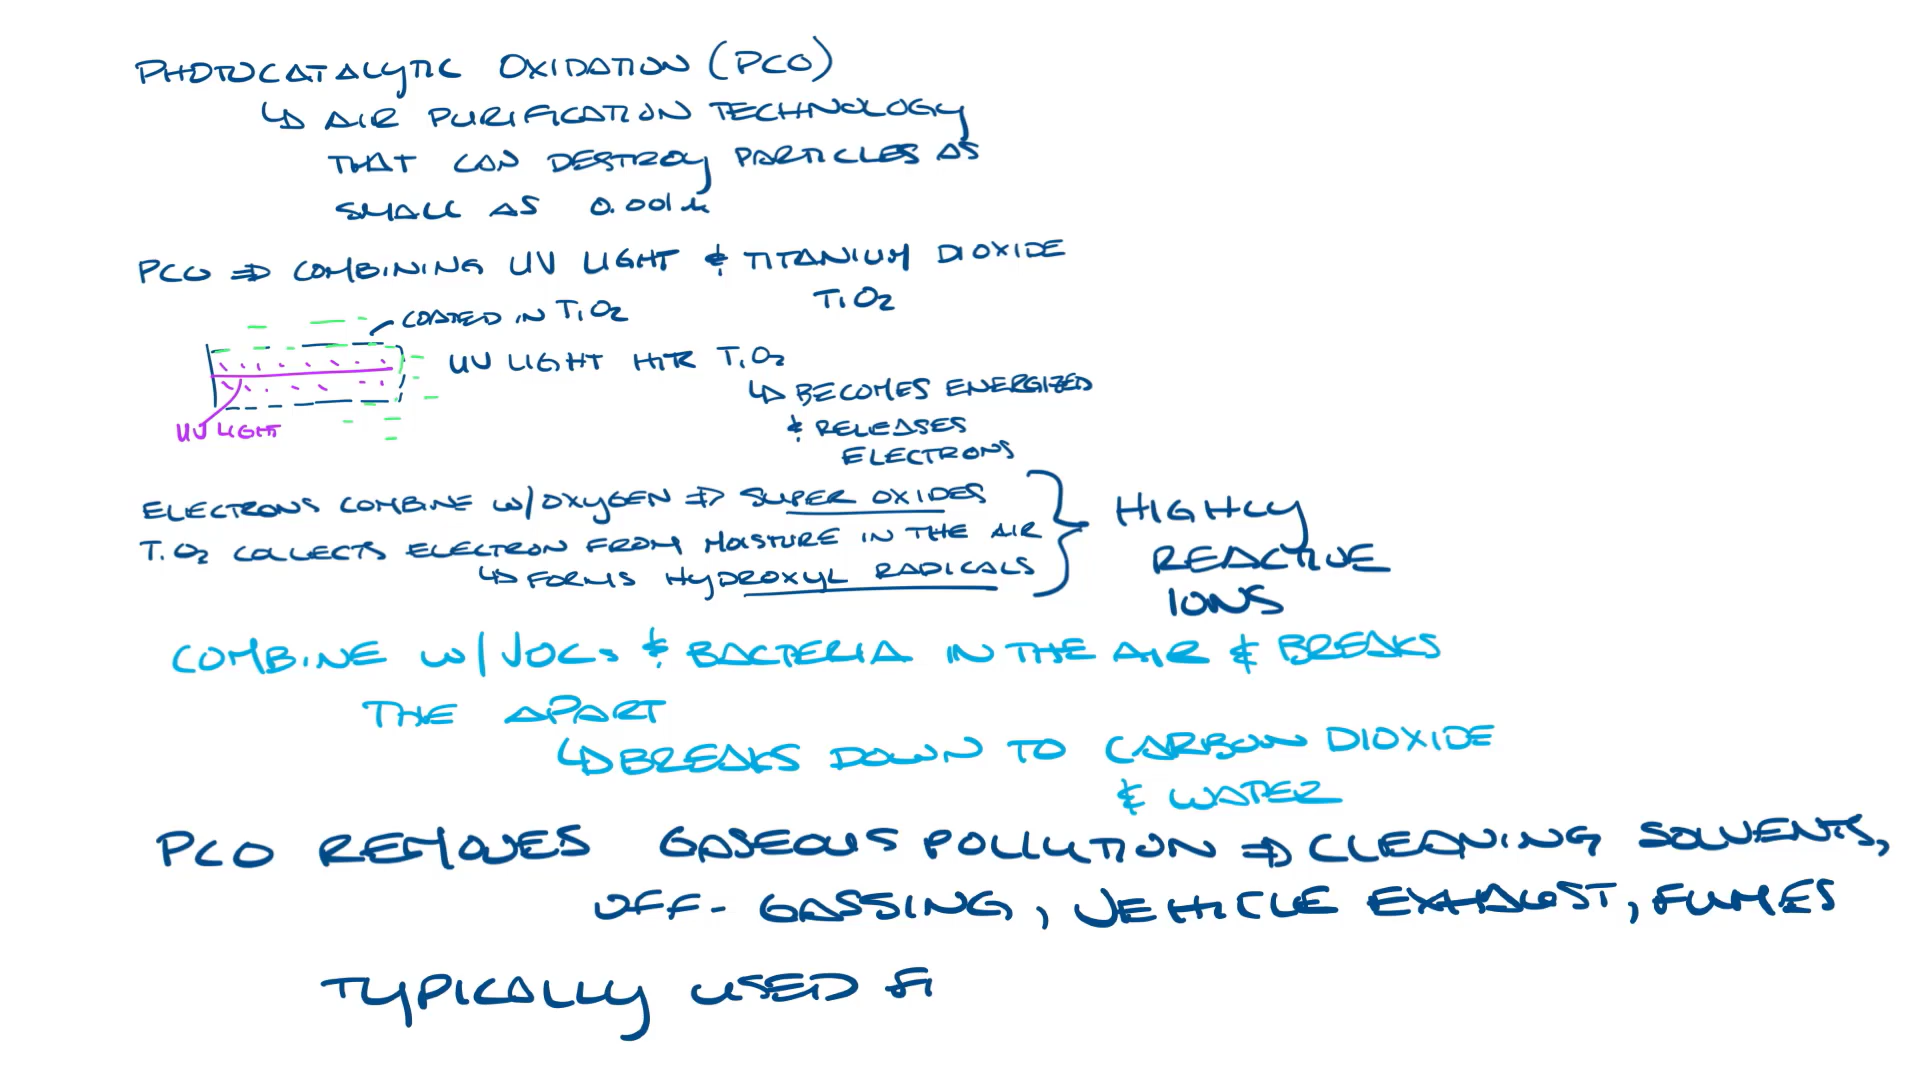 PHOTOCATALYTIC OXIDATION (PCO)
↳ AIR PURIFICATION TECHNOLOGY
THAT CAN DESTROY PARTICLES AS
SMALL AS 0.001 μ
PCO ⇒ COMBINING UV LIGHT & TITANIUM DIOXIDE
TiO2
COATED IN TiO2
UV LIGHT HITR TiO2
↳ BECOMES ENERGIZED
& RELEASES
ELECTRONS
UV LIGHT
ELECTRONS COMBINE W/OXYGEN ⇒ SUPER OXIDES
TiO2 COLLECTS ELECTRON FROM MOISTURE IN THE AIR
↳ FORMS HYDROXYL RADICALS
HIGHLY
REACTIVE
IONS
COMBINE W/VOCs & BACTERIA IN THE AIR & BREAKS
THE APART
↳ BREAKS DOWN TO CARBON DIOXIDE
& WATER
PCO REMOVES GASEOUS POLLUTION ⇒ CLEANING SOLVENTS,
OFF-GASSING, VEHICLE EXHAUST, FUMES
TYPICALLY USED